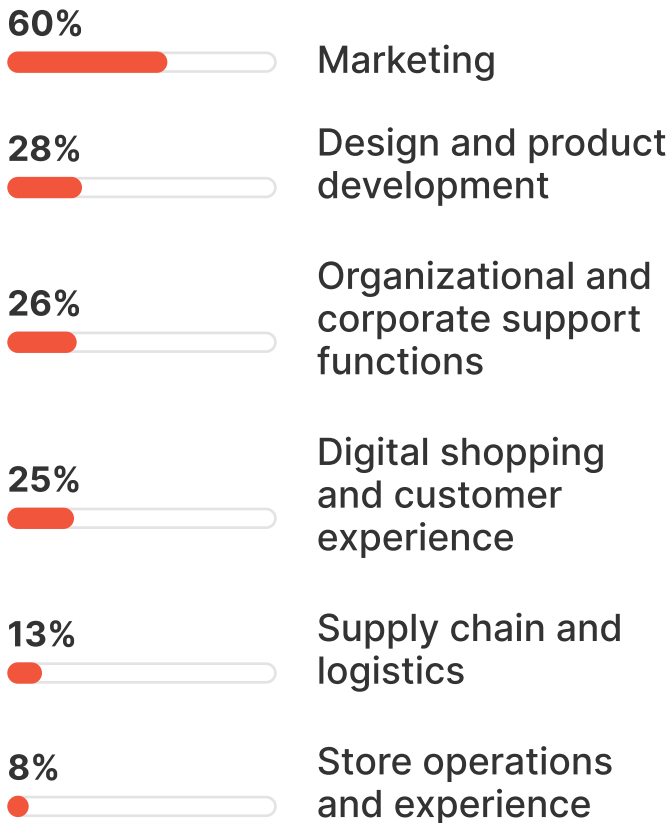 60%
Marketing
28%
Design and product
development
26%
Organizational and
corporate support
functions
25%
Digital shopping
and customer
experience
13%
Supply chain and
logistics
8%
Store operations
and experience